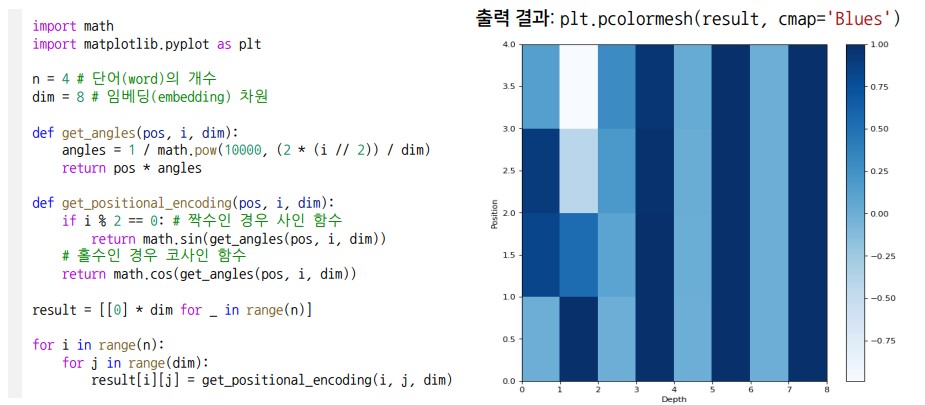 import math
import matplotlib.pyplot as plt
n = 4 # 단어(word)의 개수
dim = 8 # 임베딩(embedding) 차원
def get_angles(pos, i, dim):
    angles = 1 / math.pow(10000, (2 * (i // 2)) / dim)
    return pos * angles
def get_positional_encoding(pos, i, dim):
    if i % 2 == 0: # 짝수인 경우 사인 함수
        return math.sin(get_angles(pos, i, dim))
    # 홀수인 경우 코사인 함수
    return math.cos(get_angles(pos, i, dim))
result = [[0] * dim for _ in range(n)]
for i in range(n):
    for j in range(dim):
        result[i][j] = get_positional_encoding(i, j, dim)
출력 결과: plt.pcolormesh(result, cmap='Blues')
4.0
3.5
3.0
2.5
2.0
1.5
1.0
0.5
0.0
Position
0 1 2 3 4 5 6 7 8
Depth
1.00
0.75
0.50
0.25
0.00
−0.25
−0.50
−0.75